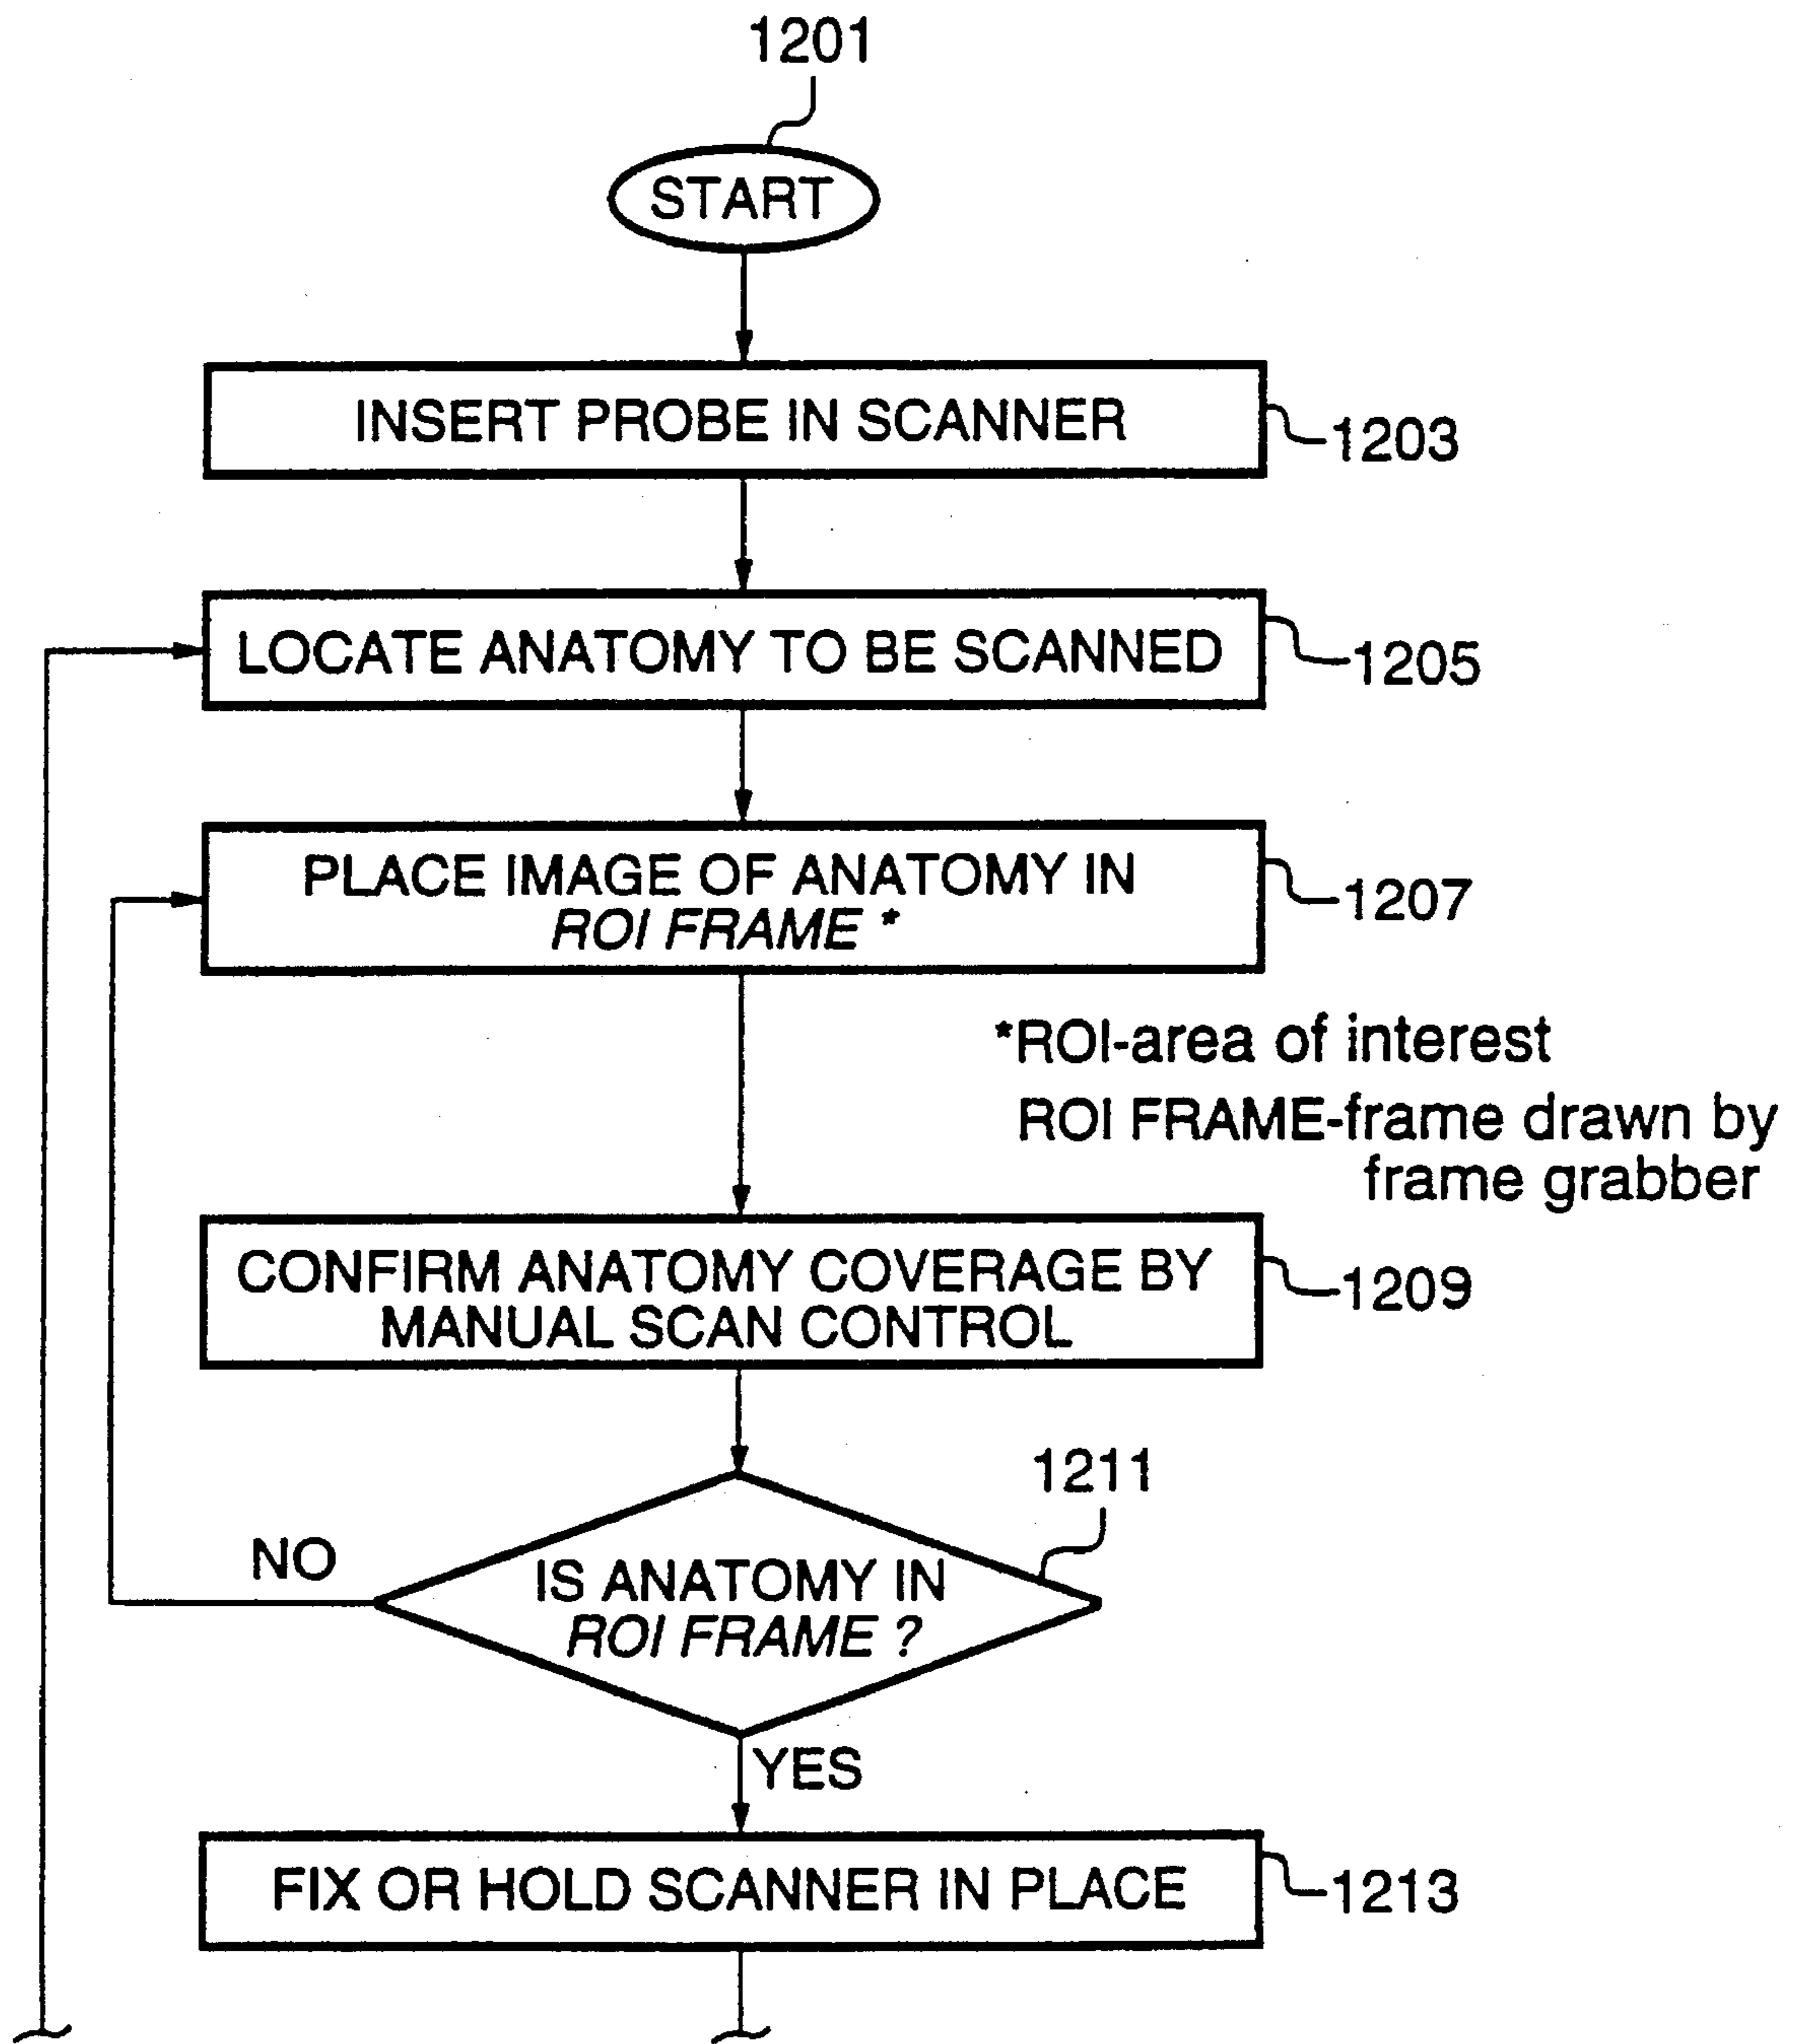 1201
START
INSERT PROBE IN SCANNER
1203
LOCATE ANATOMY TO BE SCANNED
1205
PLACE IMAGE OF ANATOMY IN
ROI FRAME *
1207
*ROI-area of interest
ROI FRAME-frame drawn by
frame grabber
CONFIRM ANATOMY COVERAGE BY
MANUAL SCAN CONTROL
1209
1211
NO
IS ANATOMY IN
ROI FRAME ?
YES
FIX OR HOLD SCANNER IN PLACE
1213